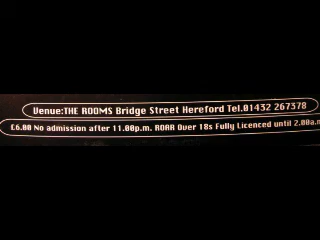 Venue:THE ROOMS Bridge Street Hereford Tel.01432 267378
£6.00 No admission after 11.00p.m. ROAR Over 18s Fully Licenced until 2.00a.m